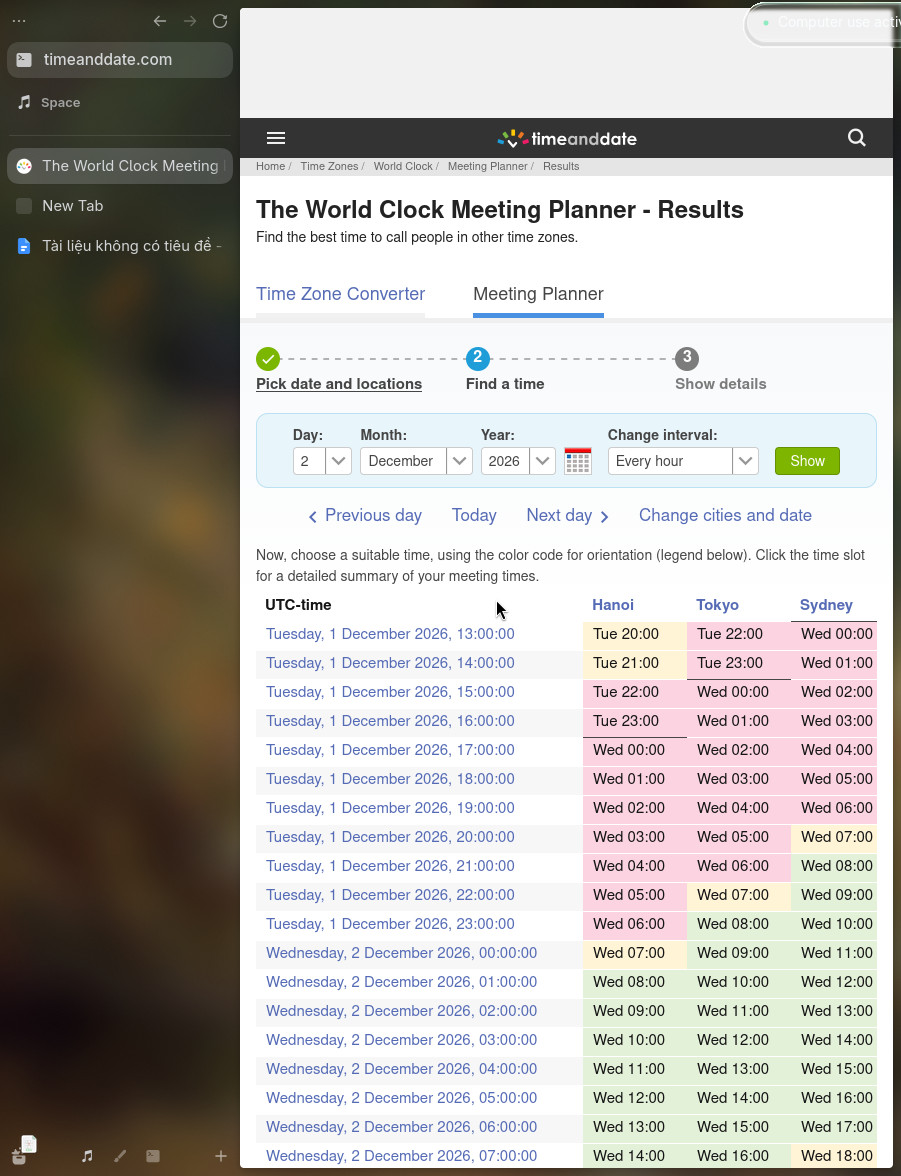 Computer use activ
timeanddate.com
Space
The World Clock Meeting
New Tab
Tài liệu không có tiêu đề -
timeanddate
Home / Time Zones / World Clock / Meeting Planner / Results
The World Clock Meeting Planner - Results
Find the best time to call people in other time zones.
Time Zone Converter Meeting Planner
2 3
Pick date and locations Find a time Show details
Day: Month: Year: Change interval:
2 December 2026 Every hour Show
Previous day Today Next day Change cities and date
Now, choose a suitable time, using the color code for orientation (legend below). Click the time slot
for a detailed summary of your meeting times.
UTC-time Hanoi Tokyo Sydney
Tuesday, 1 December 2026, 13:00:00 Tue 20:00 Tue 22:00 Wed 00:00
Tuesday, 1 December 2026, 14:00:00 Tue 21:00 Tue 23:00 Wed 01:00
Tuesday, 1 December 2026, 15:00:00 Tue 22:00 Wed 00:00 Wed 02:00
Tuesday, 1 December 2026, 16:00:00 Tue 23:00 Wed 01:00 Wed 03:00
Tuesday, 1 December 2026, 17:00:00 Wed 00:00 Wed 02:00 Wed 04:00
Tuesday, 1 December 2026, 18:00:00 Wed 01:00 Wed 03:00 Wed 05:00
Tuesday, 1 December 2026, 19:00:00 Wed 02:00 Wed 04:00 Wed 06:00
Tuesday, 1 December 2026, 20:00:00 Wed 03:00 Wed 05:00 Wed 07:00
Tuesday, 1 December 2026, 21:00:00 Wed 04:00 Wed 06:00 Wed 08:00
Tuesday, 1 December 2026, 22:00:00 Wed 05:00 Wed 07:00 Wed 09:00
Tuesday, 1 December 2026, 23:00:00 Wed 06:00 Wed 08:00 Wed 10:00
Wednesday, 2 December 2026, 00:00:00 Wed 07:00 Wed 09:00 Wed 11:00
Wednesday, 2 December 2026, 01:00:00 Wed 08:00 Wed 10:00 Wed 12:00
Wednesday, 2 December 2026, 02:00:00 Wed 09:00 Wed 11:00 Wed 13:00
Wednesday, 2 December 2026, 03:00:00 Wed 10:00 Wed 12:00 Wed 14:00
Wednesday, 2 December 2026, 04:00:00 Wed 11:00 Wed 13:00 Wed 15:00
Wednesday, 2 December 2026, 05:00:00 Wed 12:00 Wed 14:00 Wed 16:00
Wednesday, 2 December 2026, 06:00:00 Wed 13:00 Wed 15:00 Wed 17:00
Wednesday, 2 December 2026, 07:00:00 Wed 14:00 Wed 16:00 Wed 18:00